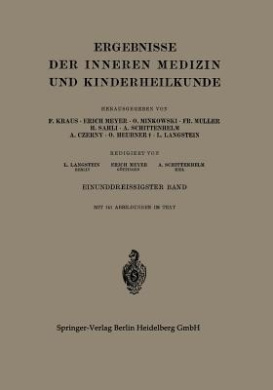 ERGEBNISSE
DER INNEREN MEDIZIN
UND KINDERHEILKUNDE
HERAUSGEGEBEN VON
F. KRAUS · ERICH MEYER · O. MINKOWSKI · FR. MÜLLER
H. SAHLI · A. SCHITTENHELM
A. CZERNY · O. HEUBNER † · L. LANGSTEIN
REDIGIERT VON
L. LANGSTEIN ERICH MEYER A. SCHITTENHELM
BERLIN GÖTTINGEN KIEL
EINUNDDREISSIGSTER BAND
MIT 141 ABBILDUNGEN IM TEXT
Springer-Verlag Berlin Heidelberg GmbH